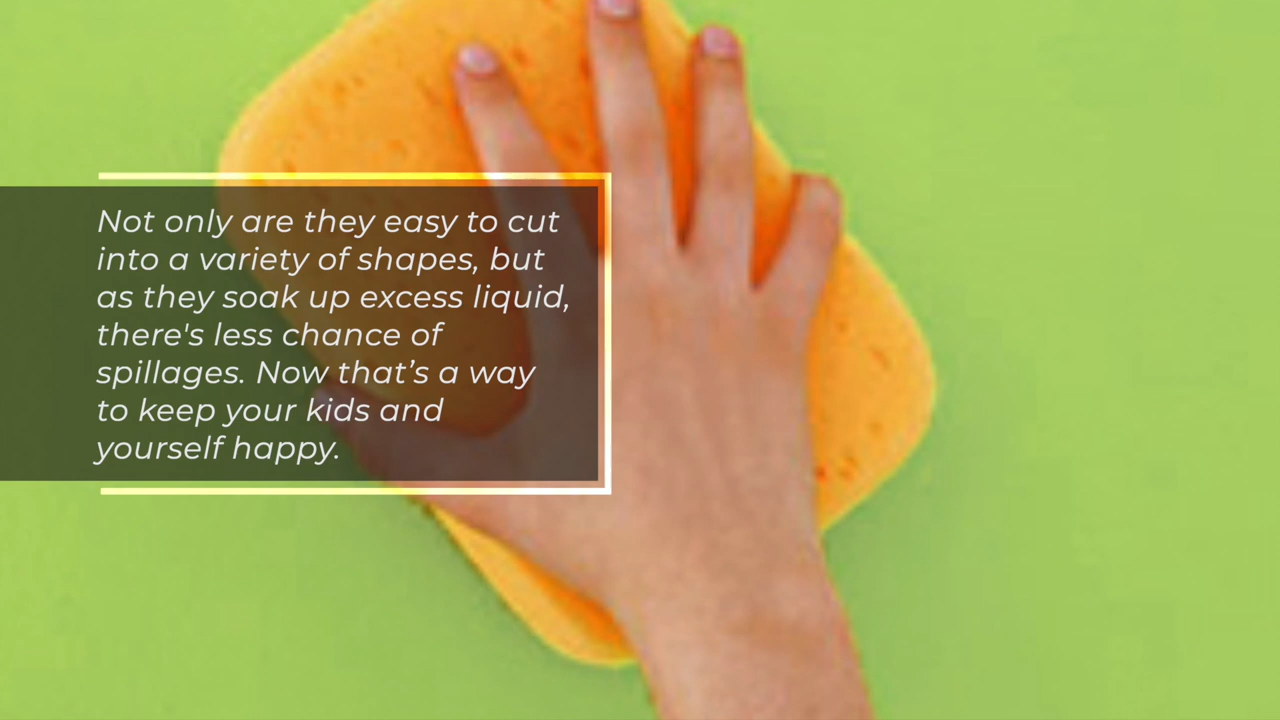 Not only are they easy to cut
into a variety of shapes, but
as they soak up excess liquid,
there's less chance of
spillages. Now that’s a way
to keep your kids and
yourself happy.